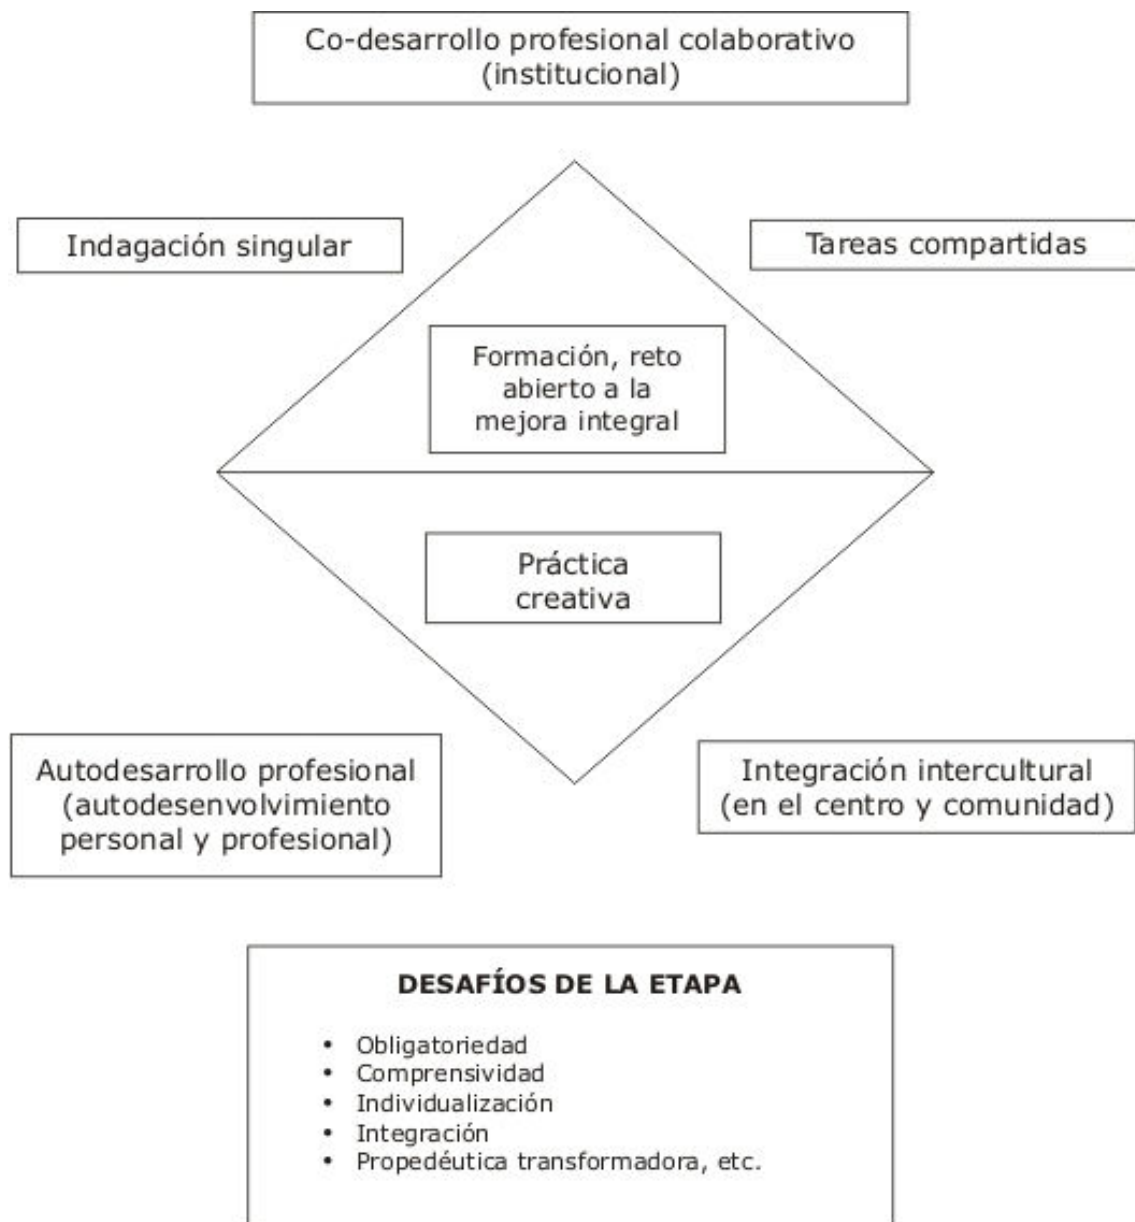 Co-desarrollo profesional colaborativo
(institucional)
Indagación singular
Tareas compartidas
Formación, reto
abierto a la
mejora integral
Práctica
creativa
Autodesarrollo profesional
(autodesenvolvimiento
personal y profesional)
Integración intercultural
(en el centro y comunidad)
DESAFÍOS DE LA ETAPA
• Obligatoriedad
• Comprensividad
• Individualización
• Integración
• Propedéutica transformadora, etc.